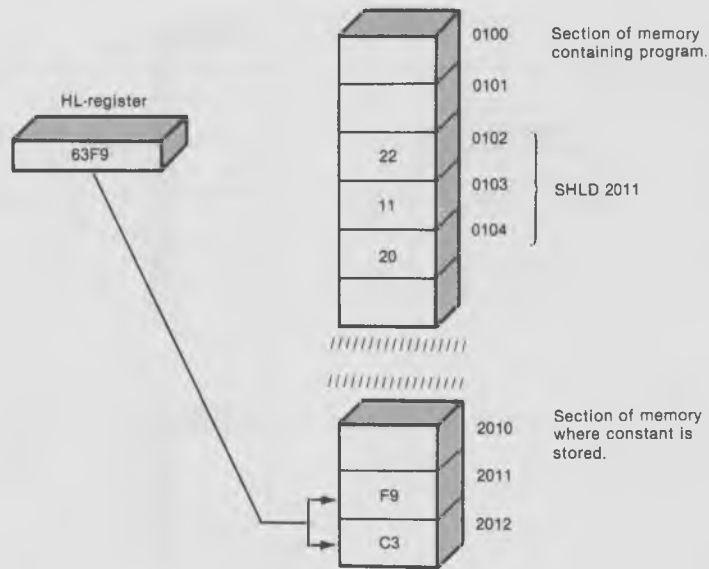 0100
Section of memory
containing program.
0101
HL-register
63F9
0102
22
0103
SHLD 2011
11
0104
20
2010
Section of memory
where constant is
stored.
2011
F9
2012
C3